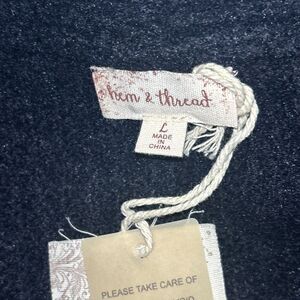 hem & thread
L
MADE
IN
CHINA
PLEASE TAKE CARE OF